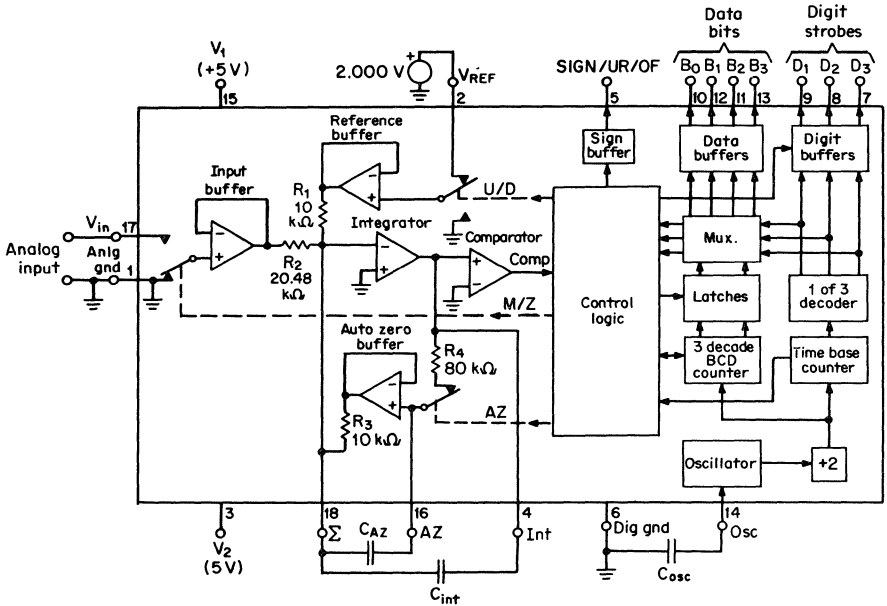 Data bits
Digit strobes
V1 (+5 V)
15
2.000 V
+
VREF
2
SIGN/UR/OF
5
B0 B1 B2 B3
10 12 11 13
D1 D2 D3
9 8 7
Reference buffer
-
+
Sign buffer
Data buffers
Digit buffers
Input buffer
-
+
R1 10 kΩ
U/D
Vin
17
Analog input
Anlg gnd
1
R2 20.48 kΩ
Integrator
-
+
Comparator
+
-
Comp
Mux.
M/Z
Control logic
Latches
1 of 3 decoder
Auto zero buffer
-
+
R4 80 kΩ
R3 10 kΩ
AZ
3 decade BCD counter
Time base counter
Oscillator
+2
3
V2 (5 V)
18
Σ
16
AZ
4
Int
6
Dig gnd
14
Osc
CAZ
Cint
Cosc